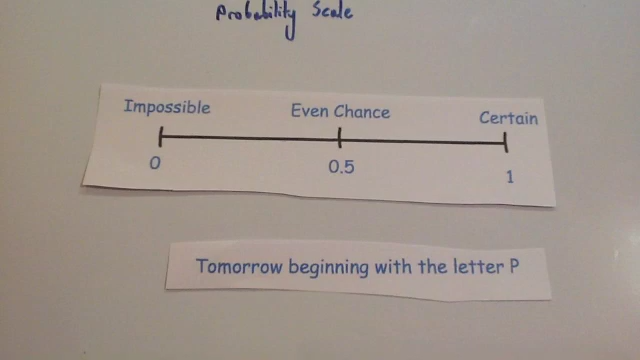 Probability Scale
Impossible Even Chance Certain
0 0.5 1
Tomorrow beginning with the letter P